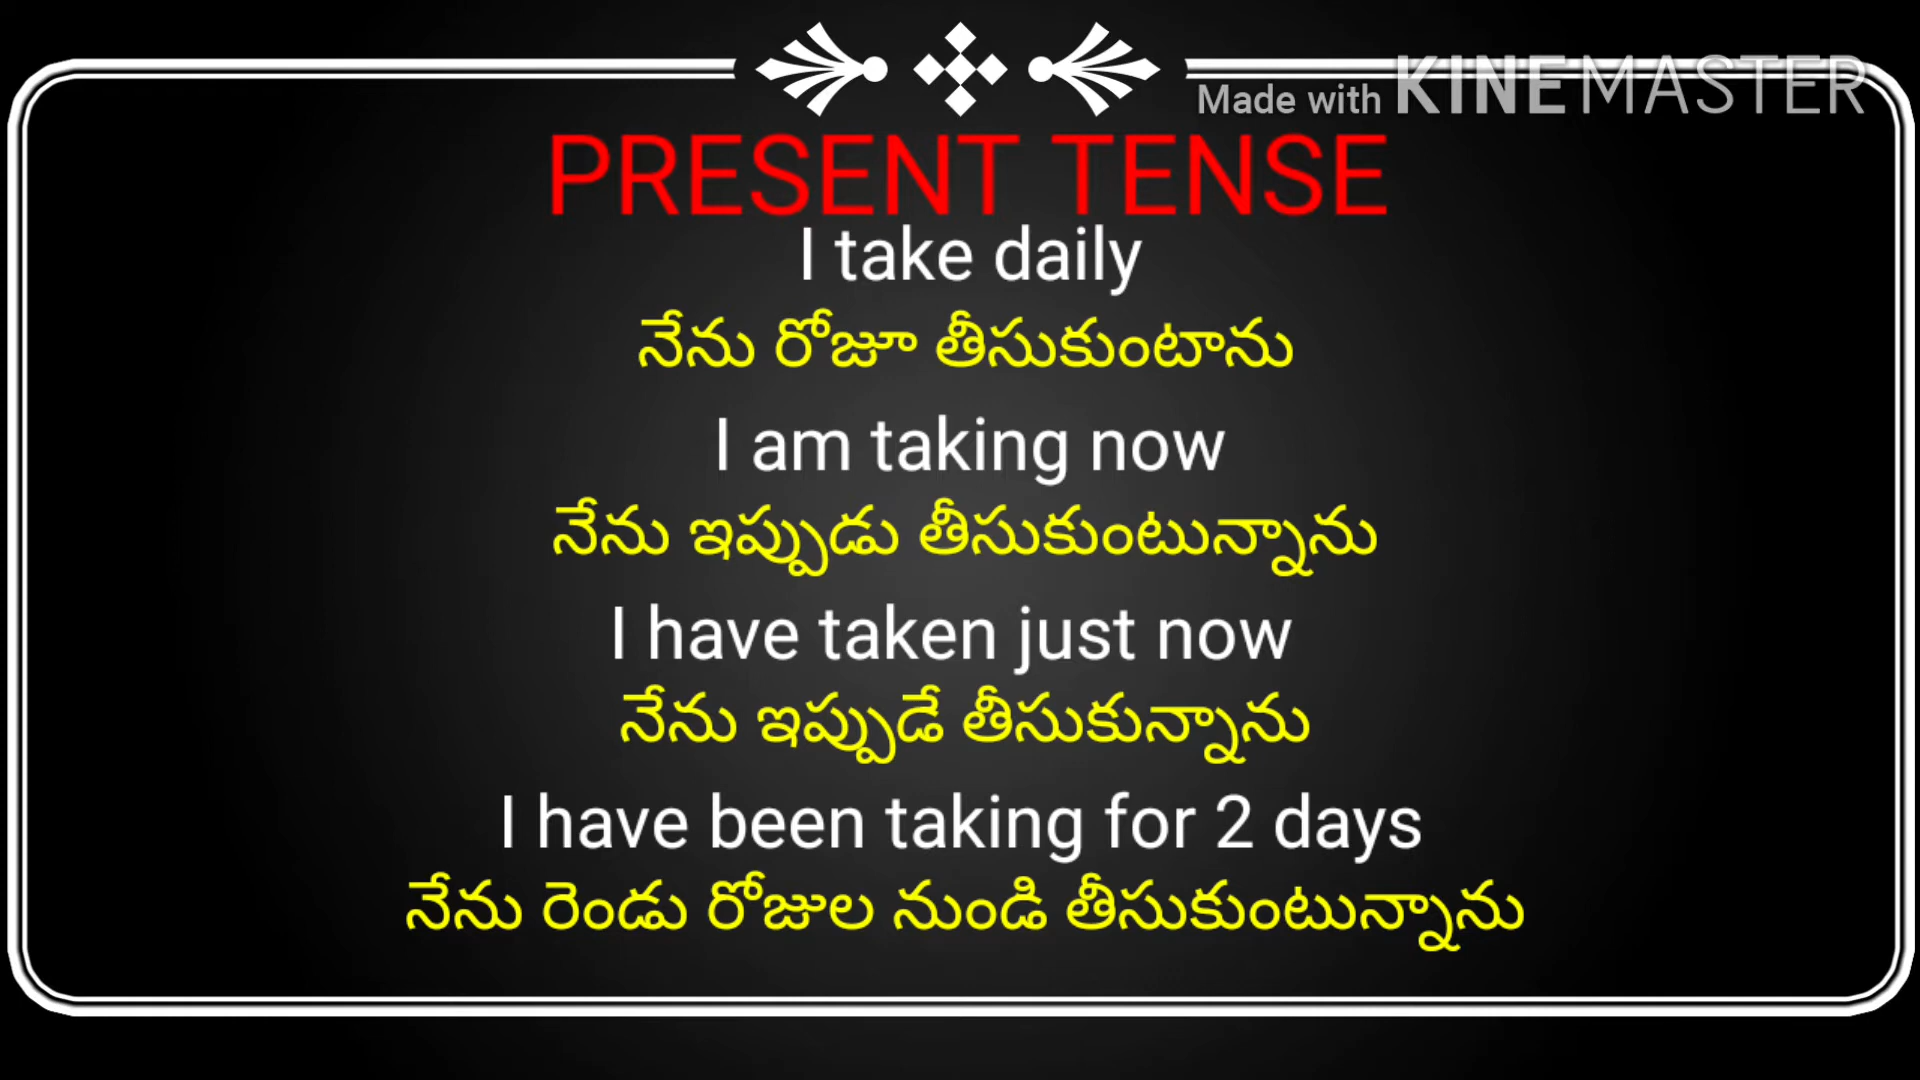 Made with KINEMASTER
PRESENT TENSE
I take daily
నేను రోజూ తీసుకుంటాను
I am taking now
నేను ఇప్పుడు తీసుకుంటున్నాను
I have taken just now
నేను ఇప్పుడే తీసుకున్నాను
I have been taking for 2 days
నేను రెండు రోజుల నుండి తీసుకుంటున్నాను